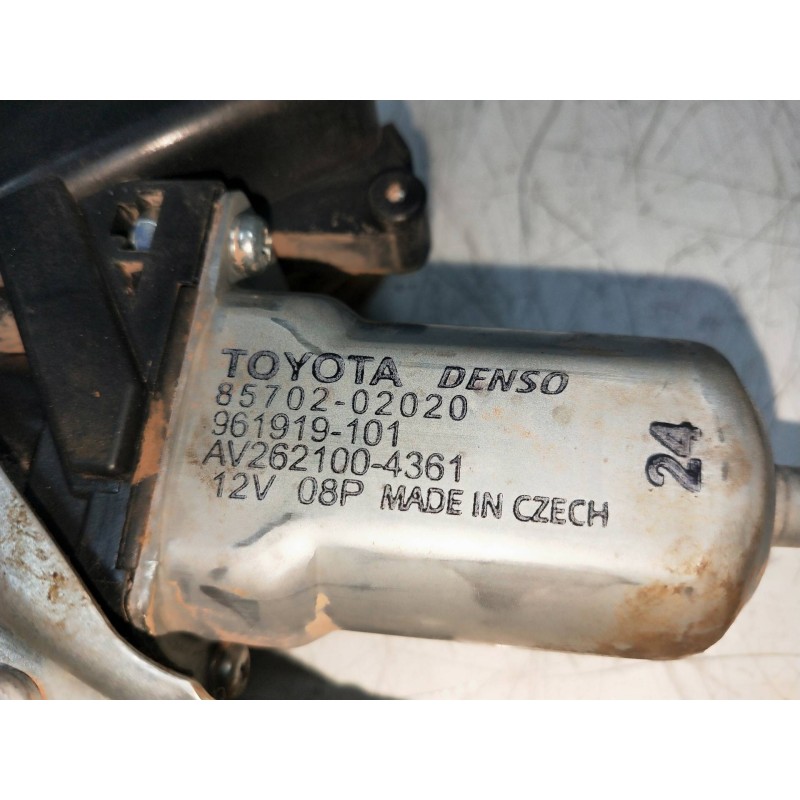 TOYOTA DENSO
85702-02020
961919-101
AV262100-4361
12V 08P MADE IN CZECH
24